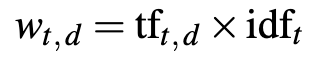 w_{t,d} = tf_{t,d} × idf_t